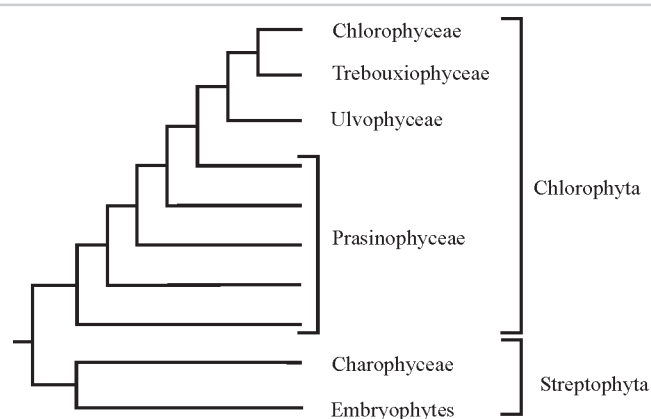 Chlorophyceae
Trebouxiophyceae
Ulvophyceae
Chlorophyta
Prasinophyceae
Charophyceae
Streptophyta
Embryophytes